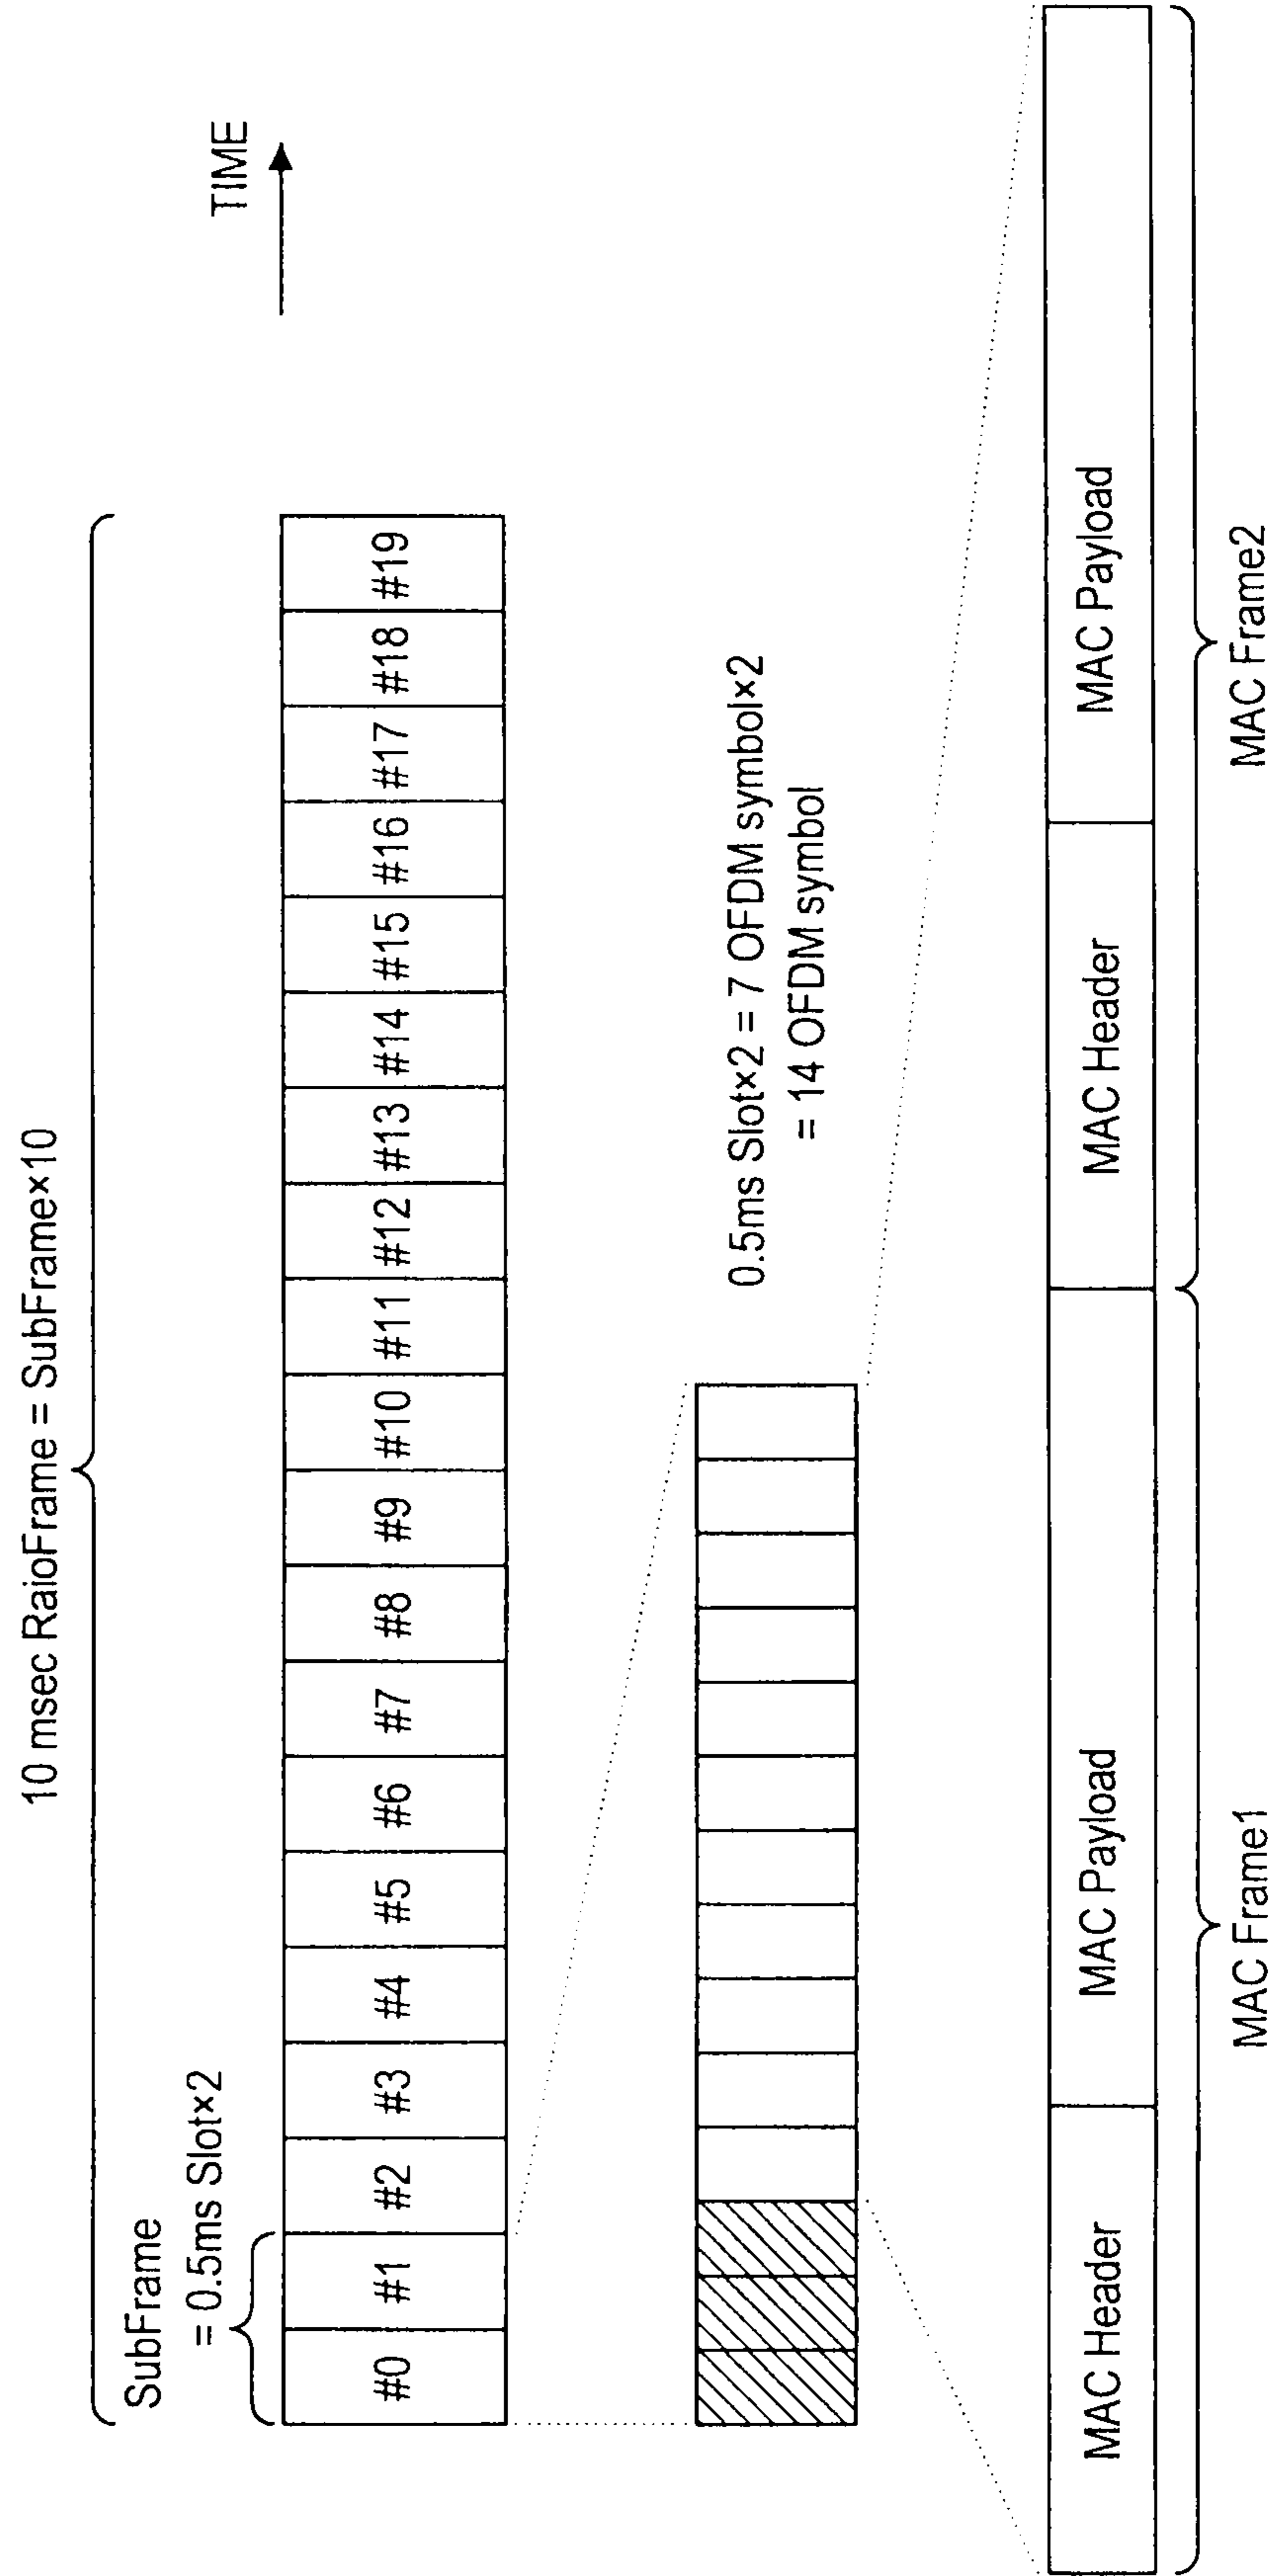 10 msec RaioFrame = SubFrame×10
SubFrame
= 0.5ms Slot×2
TIME
#0
#1
#2
#3
#4
#5
#6
#7
#8
#9
#10
#11
#12
#13
#14
#15
#16
#17
#18
#19
0.5ms Slot×2 = 7 OFDM symbol×2
= 14 OFDM symbol
MAC Header
MAC Payload
MAC Header
MAC Payload
MAC Frame1
MAC Frame2